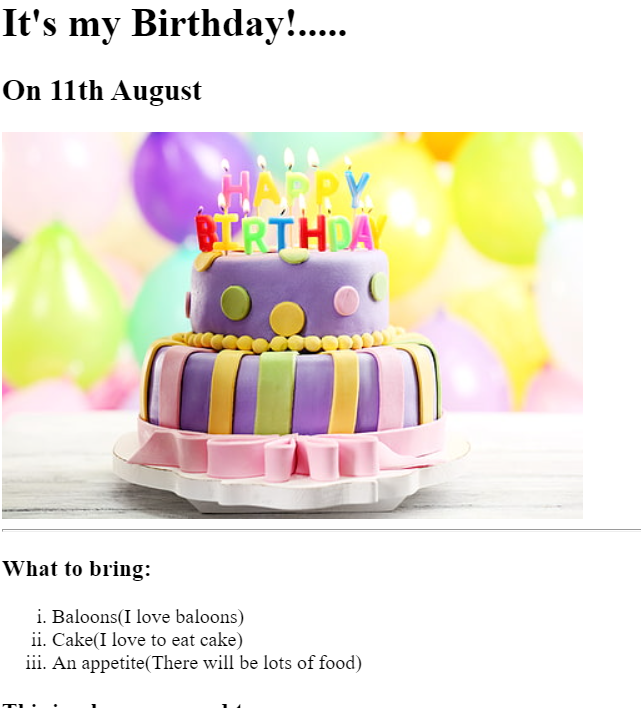 It's my Birthday!.....
On 11th August
HAPPY
BIRTHDAY
What to bring:
i. Baloons(I love baloons)
ii. Cake(I love to eat cake)
iii. An appetite(There will be lots of food)